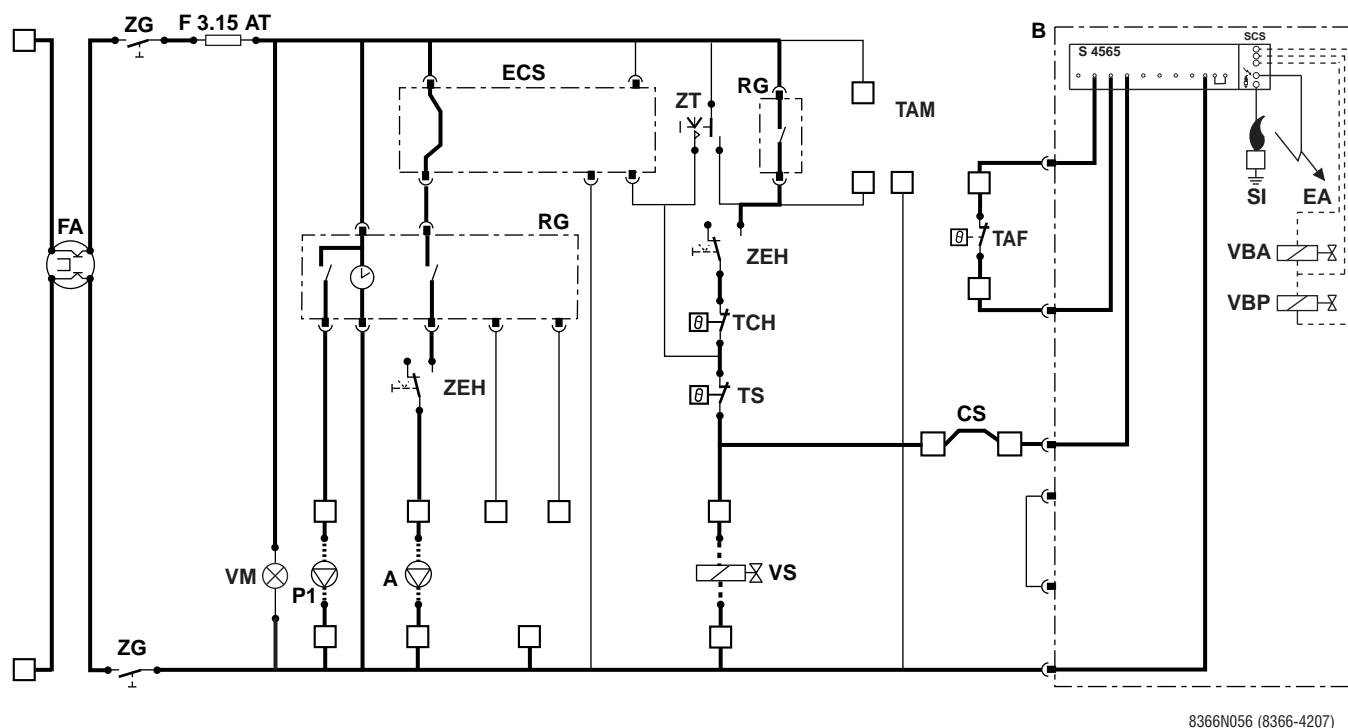 ZG
F 3.15 AT
B
SCS
S 4565
ECS
ZT
RG
TAM
SI
EA
FA
RG
ZEH
TAF
VBA
θ
VBP
θ
TCH
ZEH
θ
TS
CS
VM
P1
A
VS
ZG
8366N056 (8366-4207)